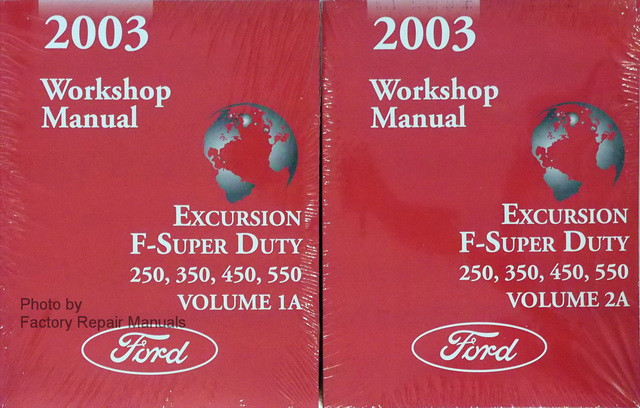 2003
Workshop
Manual
EXCURSION
F-SUPER DUTY
250, 350, 450, 550
VOLUME 1A
Photo by
Factory Repair Manuals
Ford
2003
Workshop
Manual
EXCURSION
F-SUPER DUTY
250, 350, 450, 550
VOLUME 2A
Ford